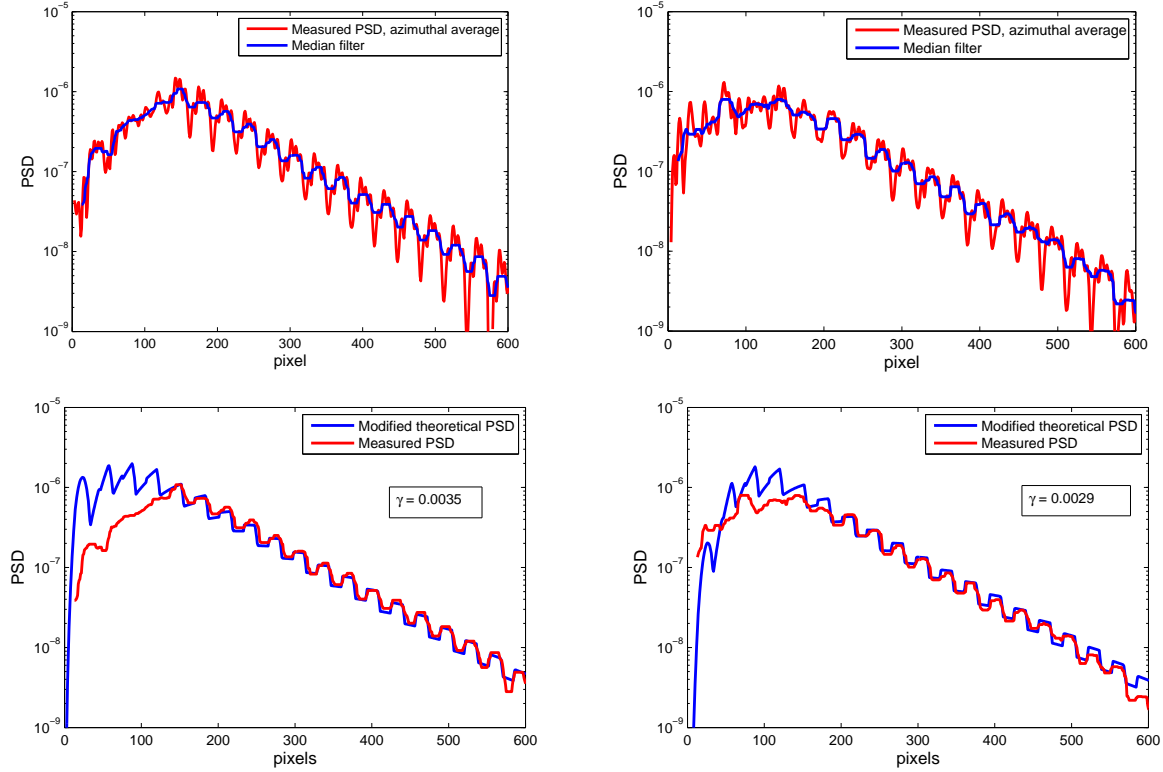 10^-5
10^-6
10^-7
10^-8
10^-9
PSD
0 100 200 300 400 500 600
pixel
Measured PSD, azimuthal average
Median filter
10^-5
10^-6
10^-7
10^-8
10^-9
PSD
0 100 200 300 400 500 600
pixel
Measured PSD, azimuthal average
Median filter
10^-5
10^-6
10^-7
10^-8
10^-9
PSD
0 100 200 300 400 500 600
pixels
Modified theoretical PSD
Measured PSD
γ = 0.0035
10^-5
10^-6
10^-7
10^-8
10^-9
PSD
0 100 200 300 400 500 600
pixels
Modified theoretical PSD
Measured PSD
γ = 0.0029